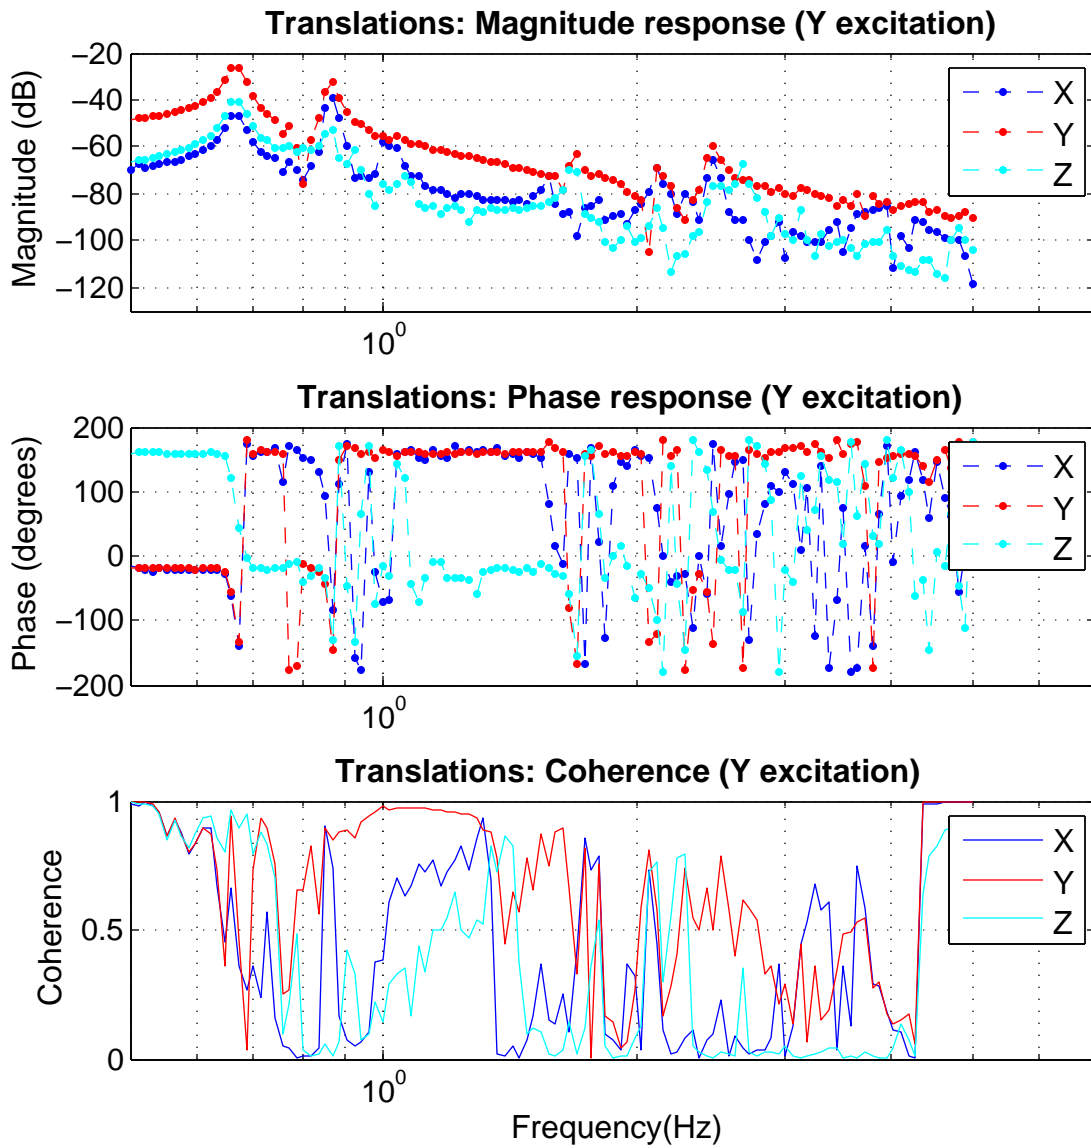 Translations: Magnitude response (Y excitation)
Magnitude (dB)
−20
−40
−60
−80
−100
−120
10^0
X
Y
Z
Translations: Phase response (Y excitation)
Phase (degrees)
200
100
0
−100
−200
10^0
X
Y
Z
Translations: Coherence (Y excitation)
Coherence
1
0.5
0
10^0
X
Y
Z
Frequency(Hz)